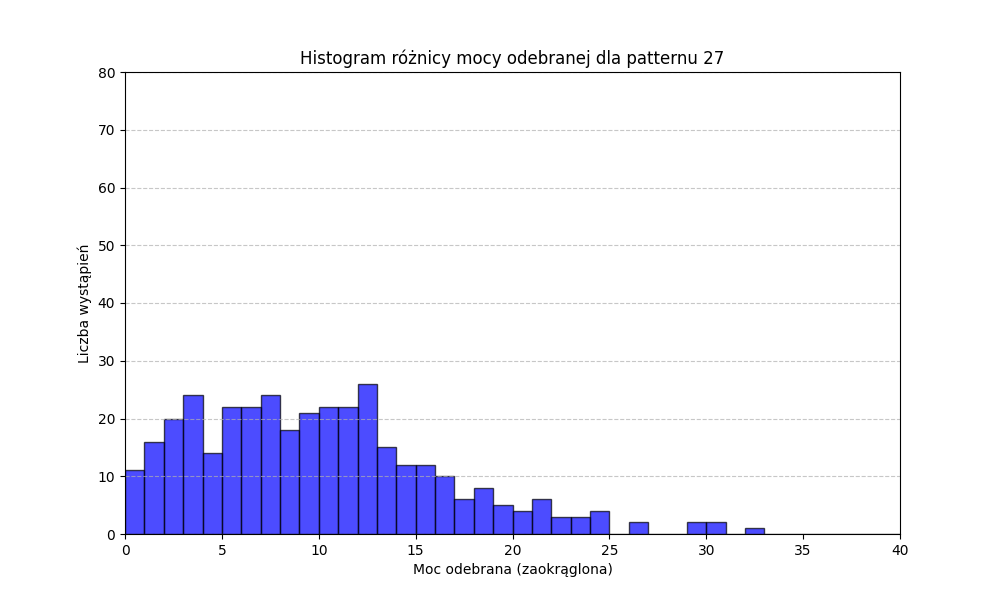 Histogram różnicy mocy odebranej dla patternu 27
80
70
60
50
40
30
20
10
0
Liczba wystąpień
0 5 10 15 20 25 30 35 40
Moc odebrana (zaokrąglona)